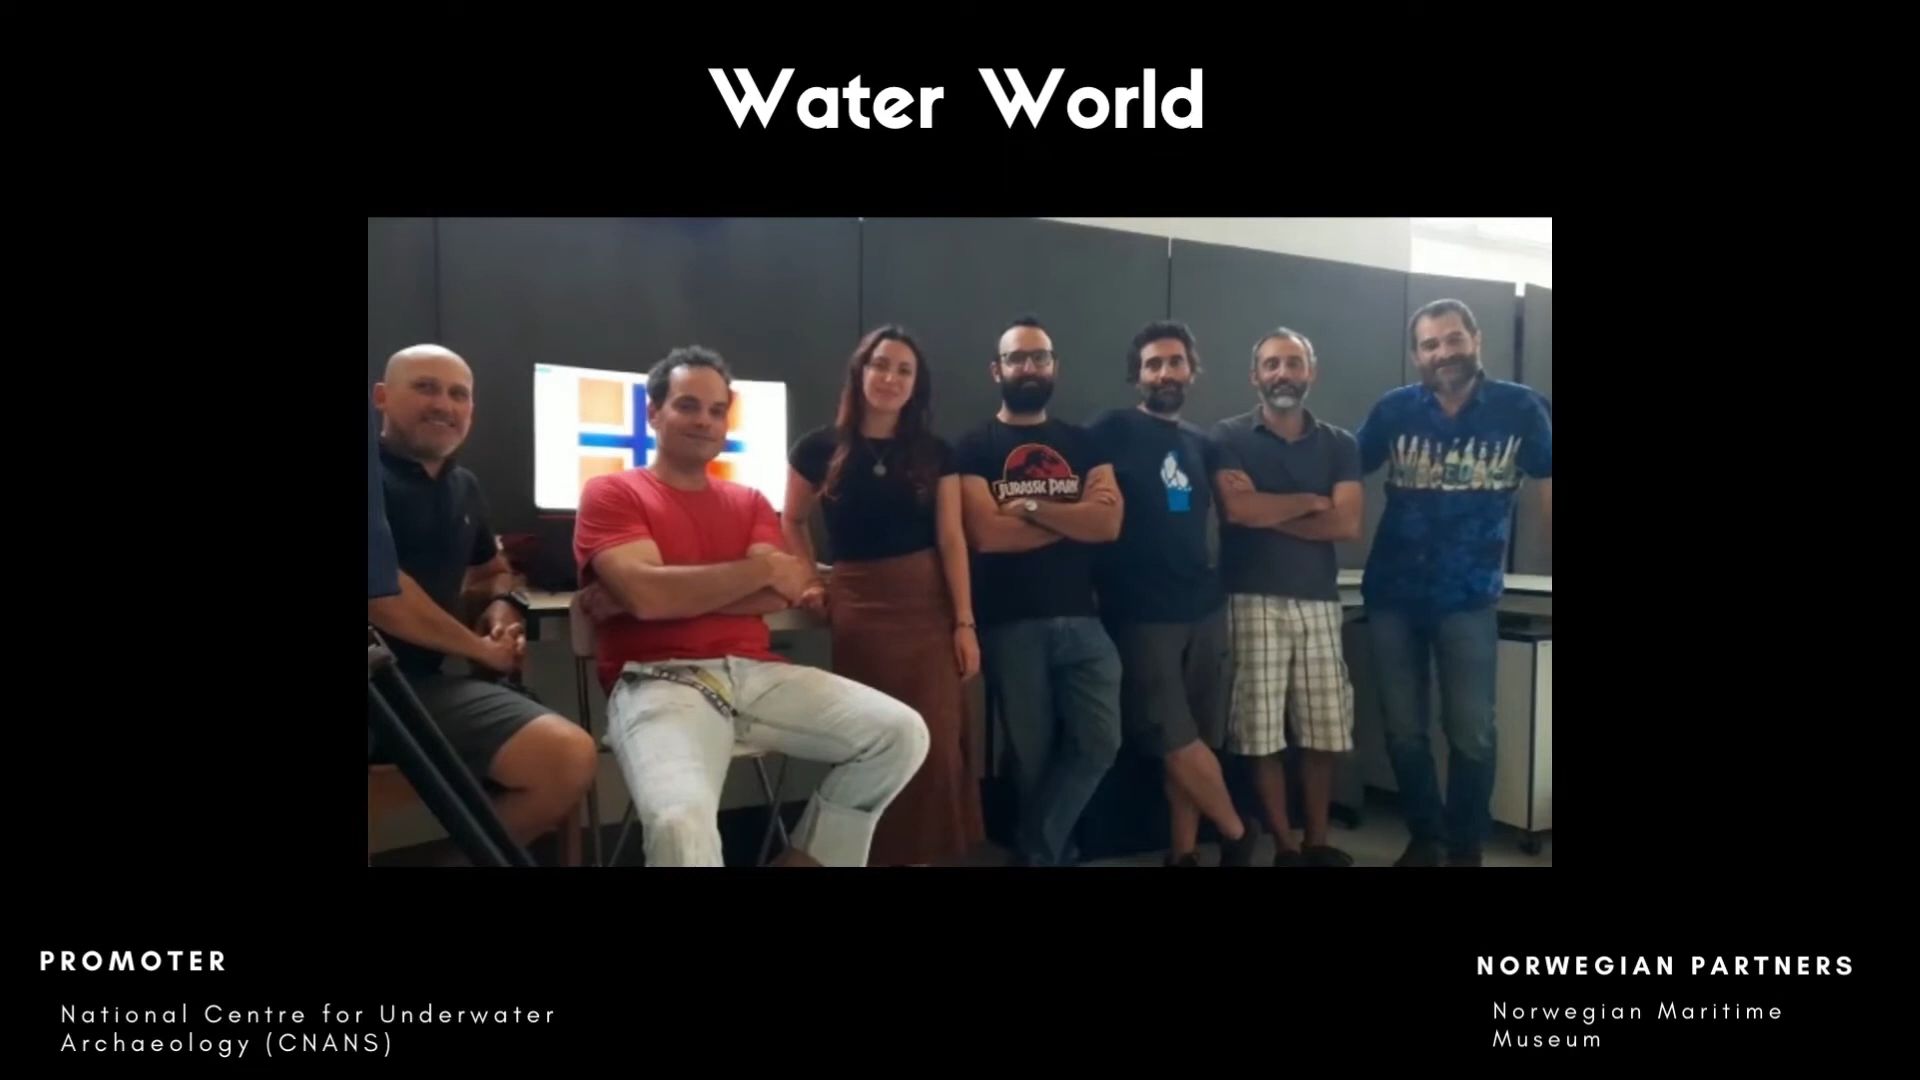 Water World
JURASSIC PARK
PROMOTER
National Centre for Underwater
Archaeology (CNANS)
NORWEGIAN PARTNERS
Norwegian Maritime
Museum